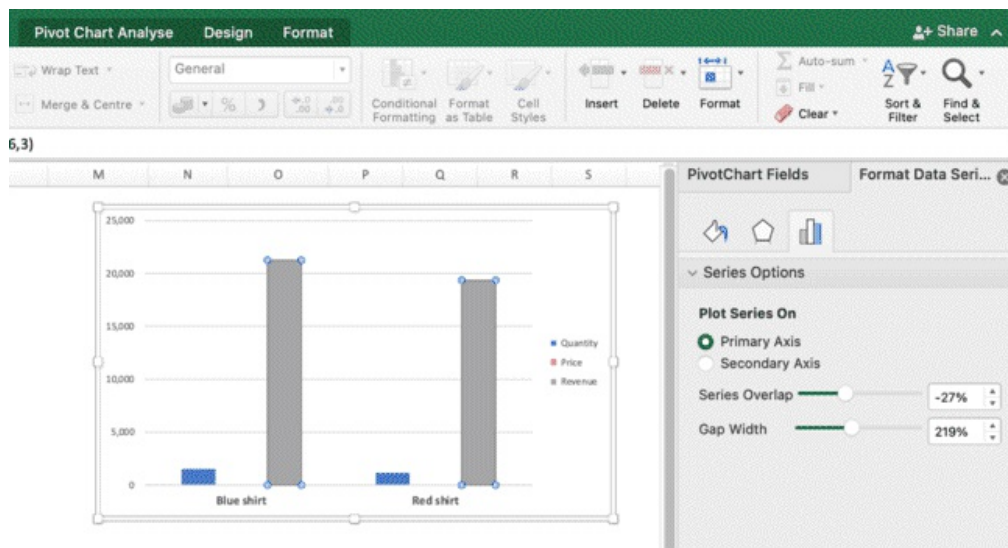 Pivot Chart Analyse Design Format Share
Wrap Text General Auto-sum
Fill
Merge & Centre % Conditional Formatting Format as Table Cell Styles Insert Delete Format Clear Sort & Filter Find & Select
6,3)
M N O P Q R S
PivotChart Fields Format Data Seri...
25,000
20,000
15,000
10,000
5,000
0
Blue shirt Red shirt
Quantity
Price
Revenue
Series Options
Plot Series On
Primary Axis
Secondary Axis
Series Overlap -27%
Gap Width 219%